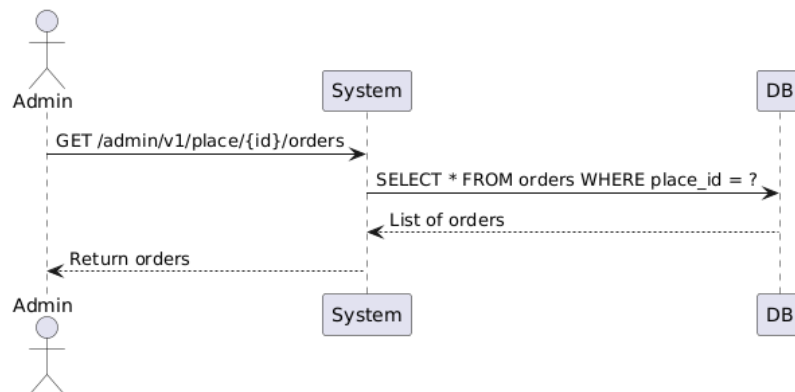 Admin
System
DB
GET /admin/v1/place/{id}/orders
SELECT * FROM orders WHERE place_id = ?
List of orders
Return orders
Admin
System
DB